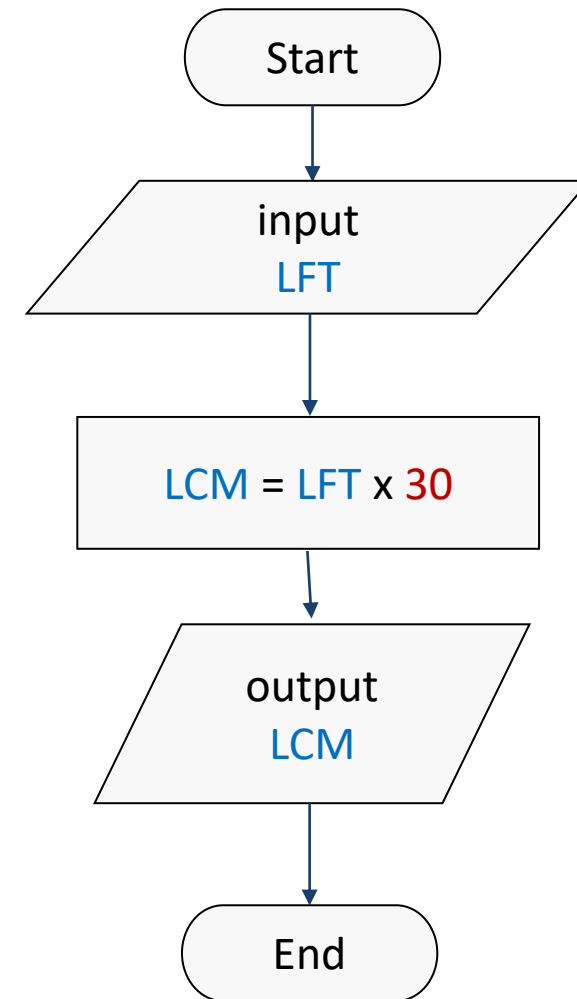 Start
input
LFT
LCM = LFT x 30
output
LCM
End